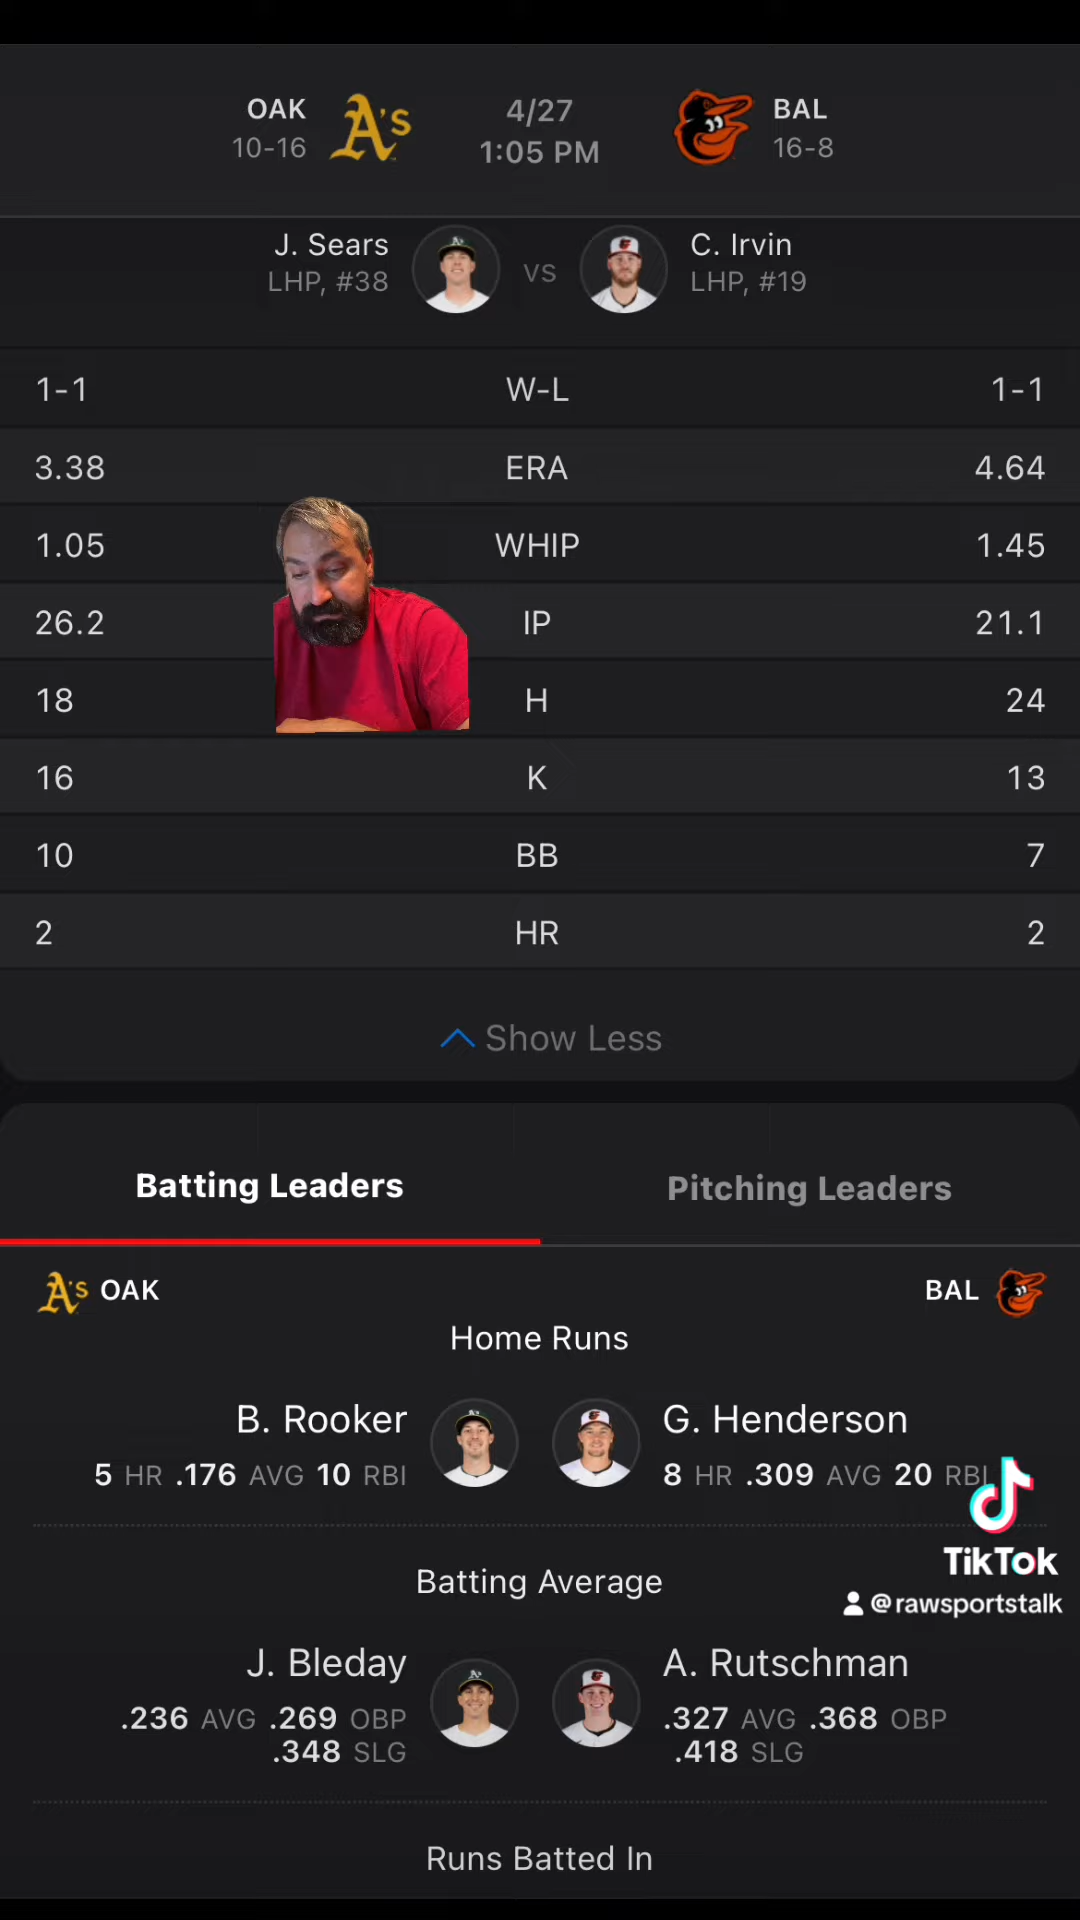 OAK
10-16
A's
4/27
1:05 PM
BAL
16-8
J. Sears
LHP, #38
vs
C. Irvin
LHP, #19
1-1 W-L 1-1
3.38 ERA 4.64
1.05 WHIP 1.45
26.2 IP 21.1
18 H 24
16 K 13
10 BB 7
2 HR 2
Show Less
Batting Leaders
Pitching Leaders
A's OAK
BAL
Home Runs
B. Rooker
5 HR .176 AVG 10 RBI
G. Henderson
8 HR .309 AVG 20 RBI
TikTok
@rawsportstalk
Batting Average
J. Bleday
.236 AVG .269 OBP
.348 SLG
A. Rutschman
.327 AVG .368 OBP
.418 SLG
Runs Batted In